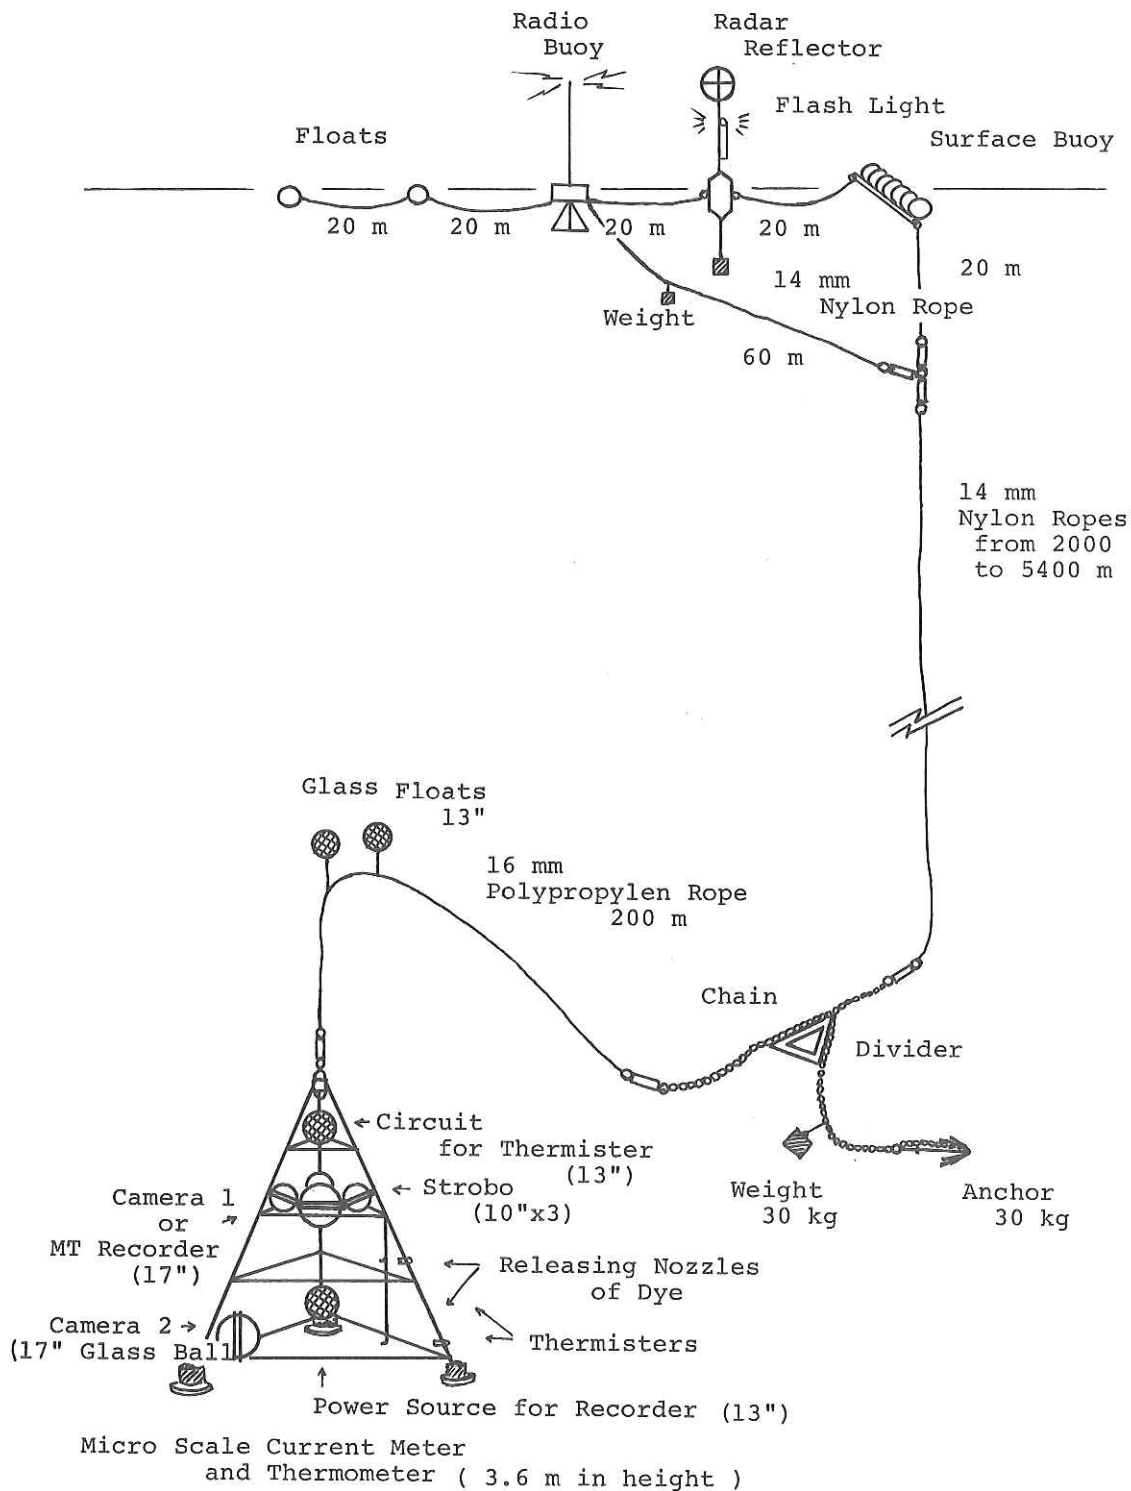 Radio
Buoy
Radar
Reflector
Flash Light
Floats
Surface Buoy
20 m
20 m
20 m
20 m
20 m
14 mm
Nylon Rope
Weight
60 m
14 mm
Nylon Ropes
from 2000
to 5400 m
Glass Floats
13"
16 mm
Polypropylen Rope
200 m
Chain
Divider
Circuit
for Thermister
(13")
Strobo
(10"x3)
Camera 1
or
MT Recorder
(17")
Weight
30 kg
Anchor
30 kg
Releasing Nozzles
of Dye
Camera 2
(17" Glass Ball
Thermisters
Power Source for Recorder (13")
Micro Scale Current Meter
and Thermometer ( 3.6 m in height )